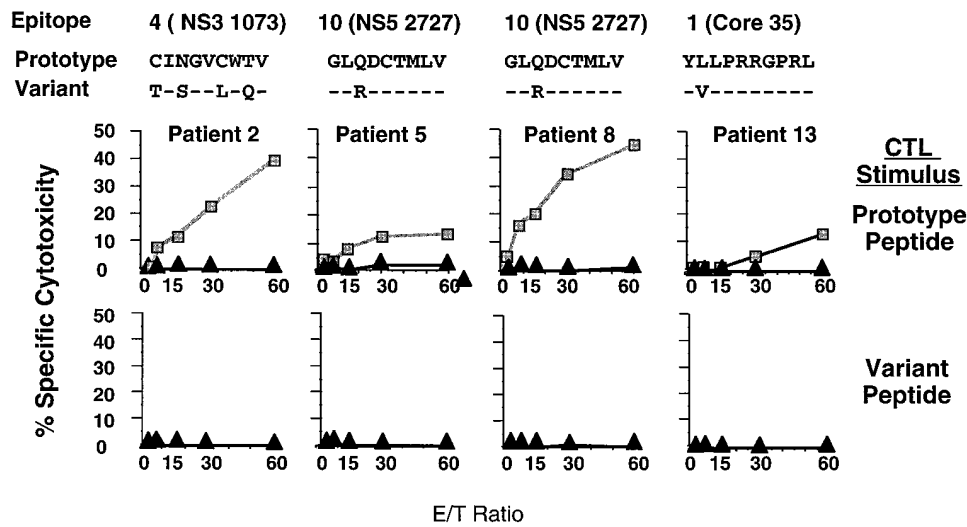 Epitope 4 ( NS3 1073) 10 (NS5 2727) 10 (NS5 2727) 1 (Core 35)
Prototype CINGVCWTV GLQDCTMLV GLQDCTMLV YLLPRRGPRL
Variant T-S--L-Q- --R------ --R------ -V--------
Patient 2 Patient 5 Patient 8 Patient 13
CTL
Stimulus
Prototype
Peptide
% Specific Cytotoxicity
50
40
30
20
10
0
0 15 30 60 0 15 30 60 0 15 30 60 0 15 30 60
Variant
Peptide
50
40
30
20
10
0
0 15 30 60 0 15 30 60 0 15 30 60 0 15 30 60
E/T Ratio